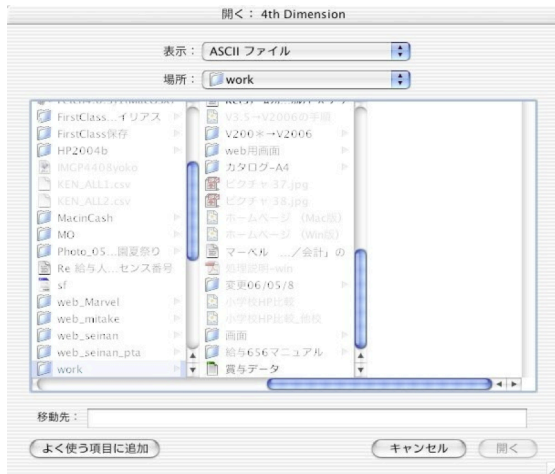 開く： 4th Dimension
表示： ASCII ファイル
場所： work
FirstClass...イリアス
FirstClass保存
HP2004b
IMGP4408yoko
KEN_ALL1.csv
KEN_ALL2.csv
MacinCash
MO
Photo_05...開夏祭り
Re 給与人...センス番号
sf
web_Marvel
web_mitake
web_seinan
web_seinan_pta
work
V3.5→V2006の手順
V200＊→V2006
web用画面
カタログ-A4
ピクチャ 37.jpg
ピクチャ 38.jpg
ホームページ （Mac版）
ホームページ （Win版）
マーベル .../会計」の
処理説明-win
変更06/05/8
小学校HP比較
小学校HP比較_他校
画面
給与656マニュアル
賞与データ
移動先：
よく使う項目に追加
キャンセル
開く